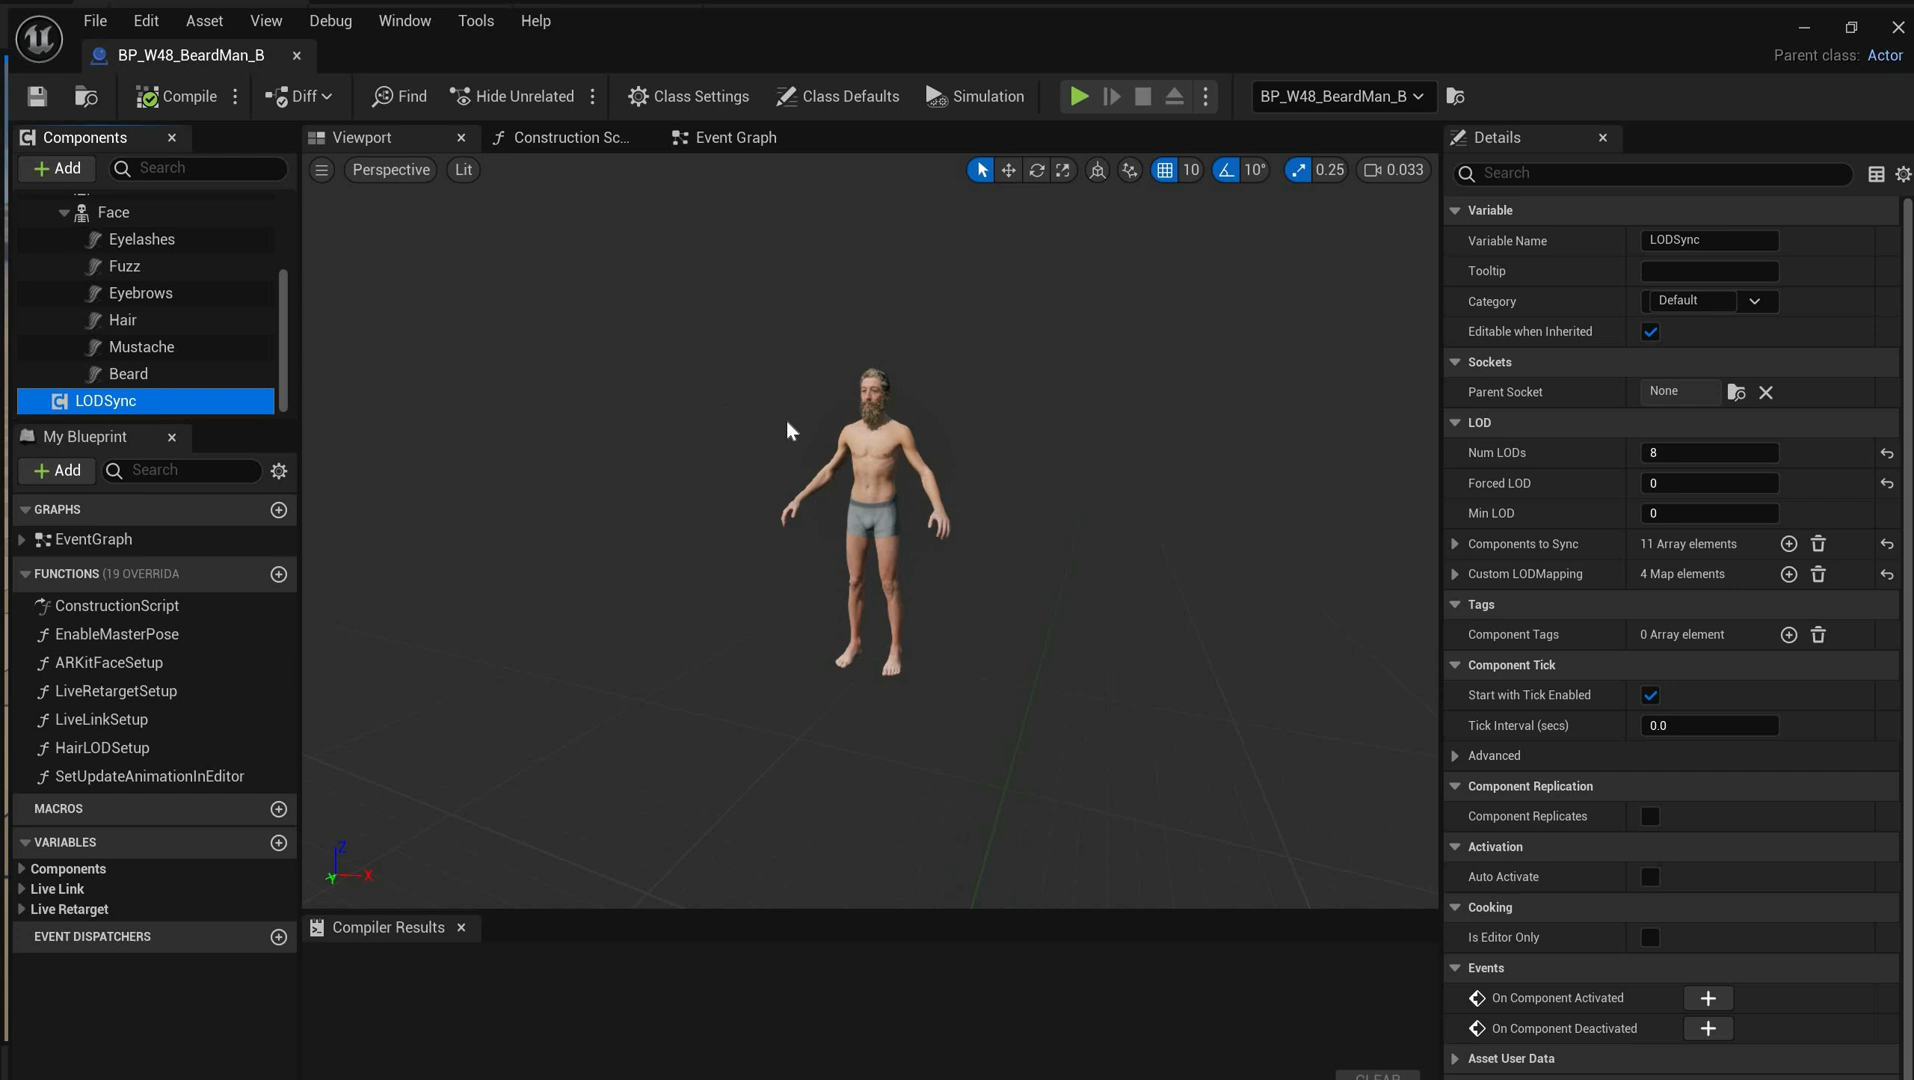 File Edit Asset View Debug Window Tools Help
BP_W48_BeardMan_B
Parent class: Actor
Compile Diff Find Hide Unrelated Class Settings Class Defaults Simulation BP_W48_BeardMan_B
Components
Add Search
Face
Eyelashes
Fuzz
Eyebrows
Hair
Mustache
Beard
LODSync
My Blueprint
Add Search
GRAPHS
EventGraph
FUNCTIONS (19 OVERRIDA
ConstructionScript
EnableMasterPose
ARKitFaceSetup
LiveRetargetSetup
LiveLinkSetup
HairLODSetup
SetUpdateAnimationInEditor
MACROS
VARIABLES
Components
Live Link
Live Retarget
EVENT DISPATCHERS
Viewport Construction Sc... Event Graph
Perspective Lit 10 10° 0.25 0.033
Z
X
Y
Compiler Results
CLEAR
Details
Search
Variable
Variable Name LODSync
Tooltip
Category Default
Editable when Inherited
Sockets
Parent Socket None
LOD
Num LODs 8
Forced LOD 0
Min LOD 0
Components to Sync 11 Array elements
Custom LODMapping 4 Map elements
Tags
Component Tags 0 Array element
Component Tick
Start with Tick Enabled
Tick Interval (secs) 0.0
Advanced
Component Replication
Component Replicates
Activation
Auto Activate
Cooking
Is Editor Only
Events
On Component Activated
On Component Deactivated
Asset User Data